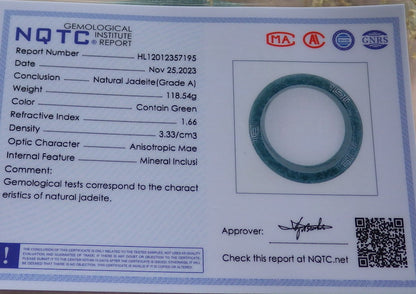 NQTC
GEMOLOGICAL
INSTITUTE
REPORT
Report Number HL12012357195
Date Nov 25,2023
Conclusion Natural Jadeite(Grade A)
Weight 118.54g
Color Contain Green
Refractive Index 1.66
Density 3.33/cm3
Optic Character Anisotropic Mae
Internal Feature Mineral Inclusi
Comment:
Gemological tests correspond to the charact
eristics of natural jadeite.
MA
GNRS
Approver:
Check this report at NQTC.net